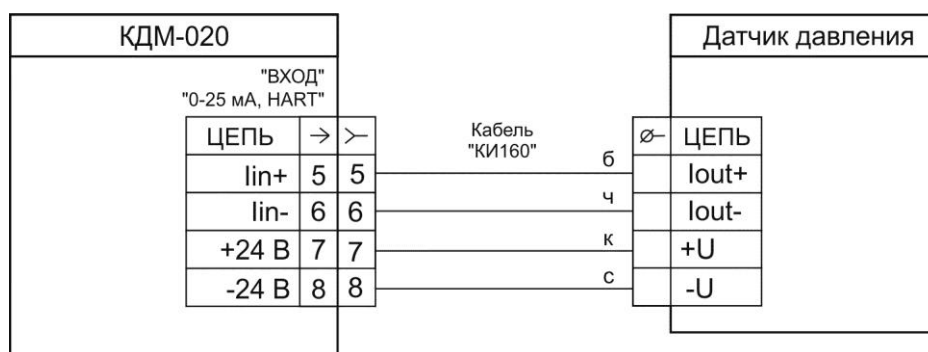 КДМ-020
Датчик давления
"ВХОД"
"0-25 мА, HART"
Кабель
"КИ160"
ЦЕПЬ
ЦЕПЬ
Iin+ 5 5 б Iout+
Iin- 6 6 ч Iout-
+24 В 7 7 к +U
-24 В 8 8 с -U